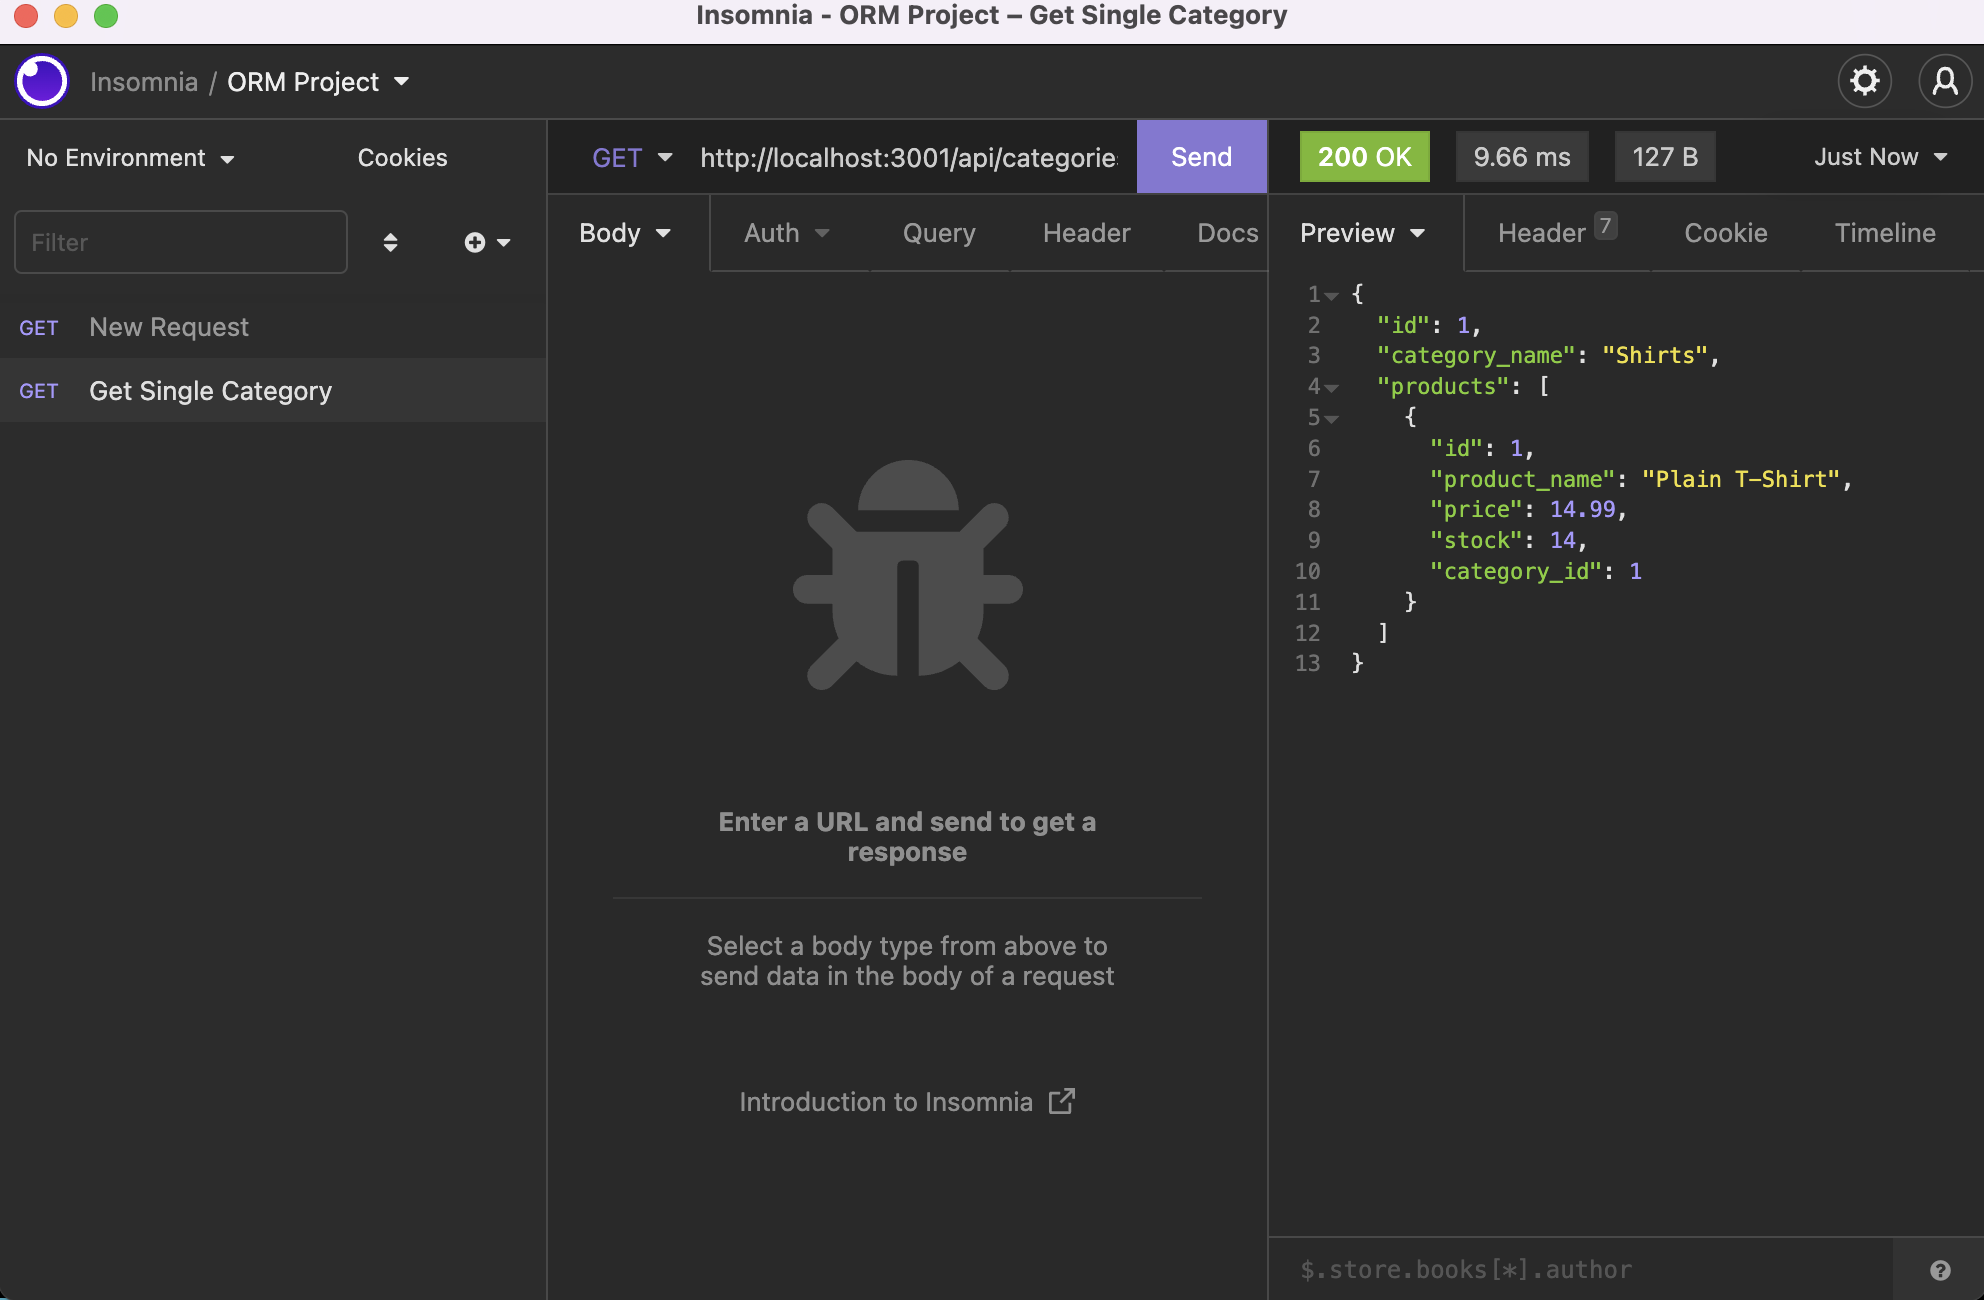 Insomnia - ORM Project – Get Single Category
Insomnia / ORM Project
No Environment
Cookies
GET
http://localhost:3001/api/categorie
Send
200 OK
9.66 ms
127 B
Just Now
Filter
Body
Auth
Query
Header
Docs
Preview
Header 7
Cookie
Timeline
GET New Request
GET Get Single Category
Enter a URL and send to get a
response
Select a body type from above to
send data in the body of a request
Introduction to Insomnia
1 {
2 "id": 1,
3 "category_name": "Shirts",
4 "products": [
5 {
6 "id": 1,
7 "product_name": "Plain T-Shirt",
8 "price": 14.99,
9 "stock": 14,
10 "category_id": 1
11 }
12 ]
13 }
$.store.books[*].author
?